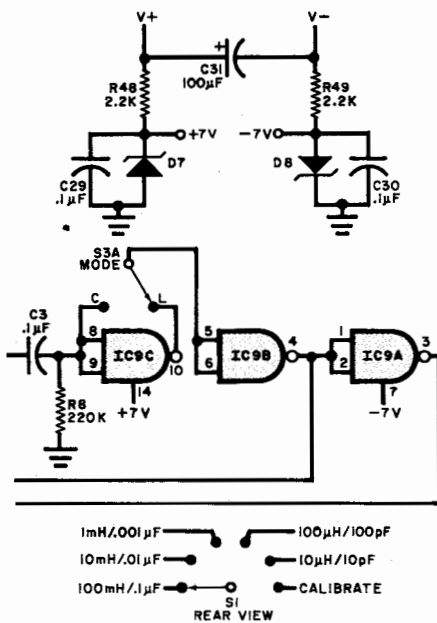 V+
V-
+
C31
100µF
R48
2.2K
R49
2.2K
+7V
-7V
C29
.1µF
D7
D8
C30
.1µF
S3A
MODE
C3
.1µF
C
L
8
9
IC9C
10
14
+7V
R8
220K
5
6
IC9B
4
1
2
IC9A
3
7
-7V
1mH/.001µF
100µH/100pF
10mH/.01µF
10µH/10pF
100mH/.1µF
S1
CALIBRATE
REAR VIEW